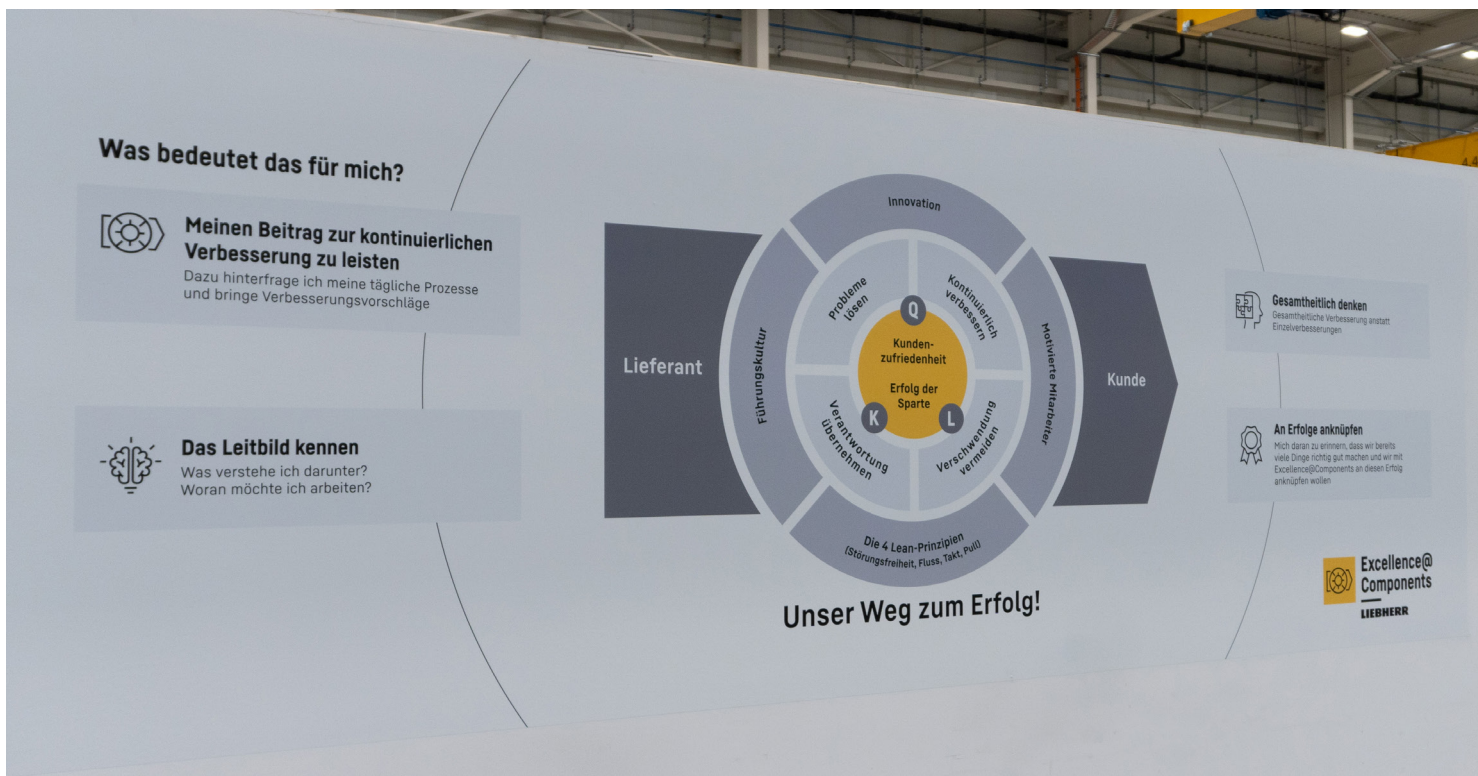 Was bedeutet das für mich?
Meinen Beitrag zur kontinuierlichen
Verbesserung zu leisten
Dazu hinterfrage ich meine tägliche Prozesse
und bringe Verbesserungsvorschläge
Das Leitbild kennen
Was verstehe ich darunter?
Woran möchte ich arbeiten?
Lieferant
Innovation
Führungskultur
Motivierte Mitarbeiter
Die 4 Lean-Prinzipien
(Störungsfreiheit, Fluss, Takt, Pull)
Probleme
lösen
Kontinuierlich
verbessern
Verantwortung
übernehmen
Verschwendung
vermeiden
Q
Kunden-
zufriedenheit
Erfolg der
Sparte
K
L
Kunde
Unser Weg zum Erfolg!
Gesamtheitlich denken
Gesamtheitliche Verbesserung anstatt
Einzelverbesserungen
An Erfolge anknüpfen
Mich daran zu erinnern, dass wir bereits
viele Dinge richtig gut machen und wir mit
Excellence@Components an diesen Erfolg
anknüpfen wollen
Excellence@
Components
LIEBHERR